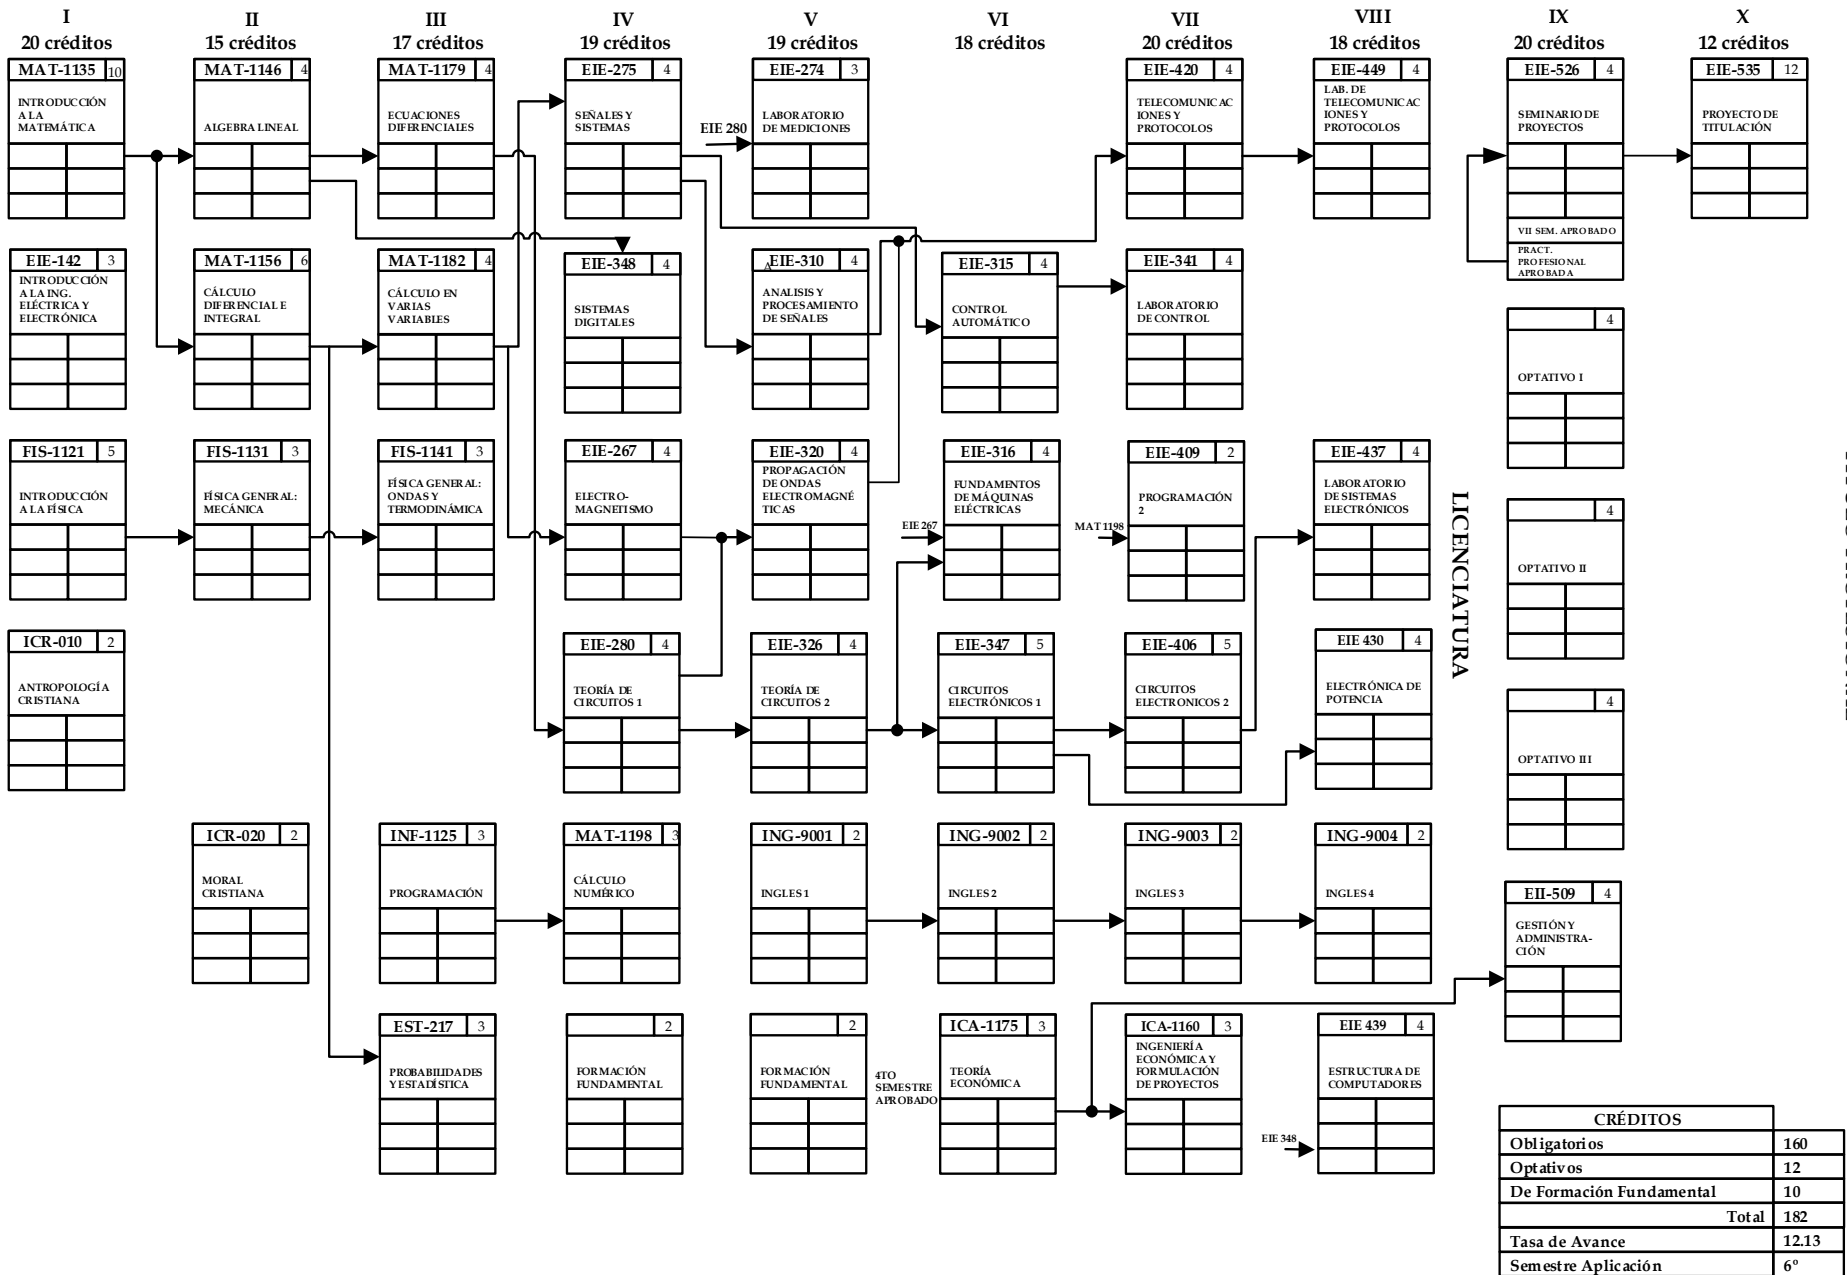 I
20 créditos
MAT-1135 10
INTRODUCCIÓN
A LA
MATEMÁTICA
EIE-142 3
INTRODUCCIÓN
A LA ING.
ELÉCTRICA Y
ELECTRÓNICA
FIS-1121 5
INTRODUCCIÓN
A LA FÍSICA
ICR-010 2
ANTROPOLOGÍA
CRISTIANA
II
15 créditos
MAT-1146 4
ALGEBRA LINEAL
MAT-1156 6
CÁLCULO
DIFERENCIAL E
INTEGRAL
FIS-1131 3
FÍSICA GENERAL:
MECÁNICA
ICR-020 2
MORAL
CRISTIANA
III
17 créditos
MAT-1179 4
ECUACIONES
DIFERENCIALES
MAT-1182 4
CÁLCULO EN
VARIAS
VARIABLES
FIS-1141 3
FÍSICA GENERAL:
ONDAS Y
TERMODINÁMICA
INF-1125 3
PROGRAMACIÓN
EST-217 3
PROBABILIDADES
Y ESTADÍSTICA
IV
19 créditos
EIE-275 4
SEÑALES Y
SISTEMAS
EIE-348 4
SISTEMAS
DIGITALES
EIE-267 4
ELECTRO-
MAGNETISMO
EIE-280 4
TEORÍA DE
CIRCUITOS 1
MAT-1198 3
CÁLCULO
NUMÉRICO
2
FORMACIÓN
FUNDAMENTAL
V
19 créditos
EIE-274 3
LABORATORIO
DE MEDICIONES
EIE 280
EIE-310 4
A
ANALISIS Y
PROCESAMIENTO
DE SEÑALES
EIE-320 4
PROPAGACIÓN
DE ONDAS
ELECTROMAGNÉ
TICAS
EIE-326 4
TEORÍA DE
CIRCUITOS 2
ING-9001 2
INGLES 1
2
FORMACIÓN
FUNDAMENTAL
VI
18 créditos
EIE-315 4
CONTROL
AUTOMÁTICO
EIE-316 4
FUNDAMENTOS
DE MÁQUINAS
ELÉCTRICAS
EIE 267
EIE-347 5
CIRCUITOS
ELECTRÓNICOS 1
ING-9002 2
INGLES 2
ICA-1175 3
TEORÍA
ECONÓMICA
4TO
SEMESTRE
APROBADO
VII
20 créditos
EIE-420 4
TELECOMUNICAC
IONES Y
PROTOCOLOS
EIE-341 4
LABORATORIO
DE CONTROL
EIE-409 2
PROGRAMACIÓN
2
MAT 1198
EIE-406 5
CIRCUITOS
ELECTRONICOS 2
ING-9003 2
INGLES 3
ICA-1160 3
INGENIERÍA
ECONÓMICA Y
FORMULACIÓN
DE PROYECTOS
VIII
18 créditos
EIE-449 4
LAB. DE
TELECOMUNICAC
IONES Y
PROTOCOLOS
EIE-437 4
LABORATORIO
DE SISTEMAS
ELECTRÓNICOS
EIE 430 4
ELECTRÓNICA DE
POTENCIA
ING-9004 2
INGLES 4
EIE 439 4
ESTRUCTURA DE
COMPUTADORES
EIE 348
LICENCIATURA
IX
20 créditos
EIE-526 4
SEMINARIO DE
PROYECTOS
VII SEM. APROBADO
PRACT.
PROFESIONAL
APROBADA
4
OPTATIVO I
4
OPTATIVO II
4
OPTATIVO III
EII-509 4
GESTIÓN Y
ADMINISTRA-
CIÓN
X
12 créditos
EIE-535 12
PROYECTO DE
TITULACIÓN
CRÉDITOS
Obligatorios 160
Optativos 12
De Formación Fundamental 10
Total 182
Tasa de Avance 12.13
Semestre Aplicación 6º